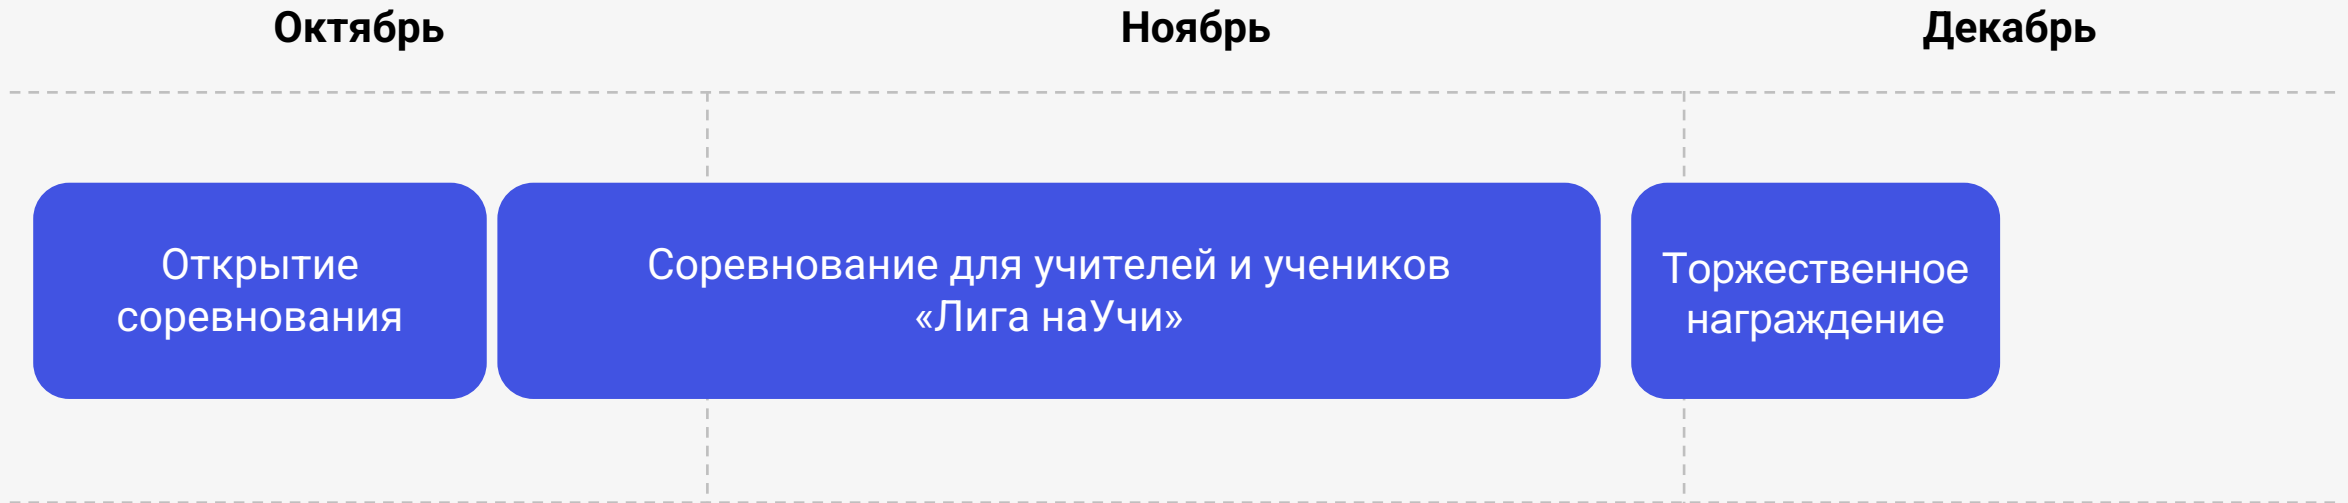 Октябрь
Ноябрь
Декабрь
Открытие
соревнования
Соревнование для учителей и учеников
«Лига наУчи»
Торжественное
награждение